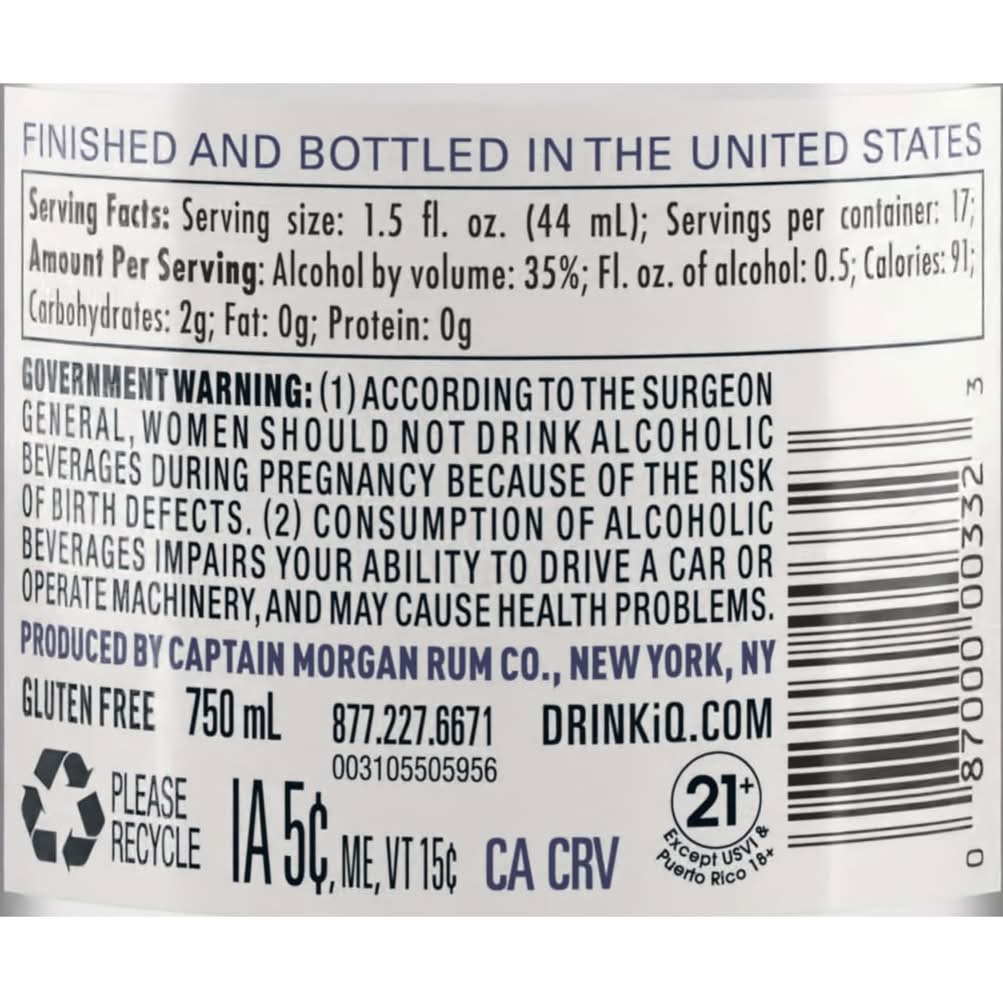 FINISHED AND BOTTLED IN THE UNITED STATES
Serving Facts: Serving size: 1.5 fl. oz. (44 mL); Servings per container: 17;
Amount Per Serving: Alcohol by volume: 35%; Fl. oz. of alcohol: 0.5; Calories: 91;
Carbohydrates: 2g; Fat: 0g; Protein: 0g
GOVERNMENT WARNING: (1) ACCORDING TO THE SURGEON
GENERAL, WOMEN SHOULD NOT DRINK ALCOHOLIC
BEVERAGES DURING PREGNANCY BECAUSE OF THE RISK
OF BIRTH DEFECTS. (2) CONSUMPTION OF ALCOHOLIC
BEVERAGES IMPAIRS YOUR ABILITY TO DRIVE A CAR OR
OPERATE MACHINERY, AND MAY CAUSE HEALTH PROBLEMS.
PRODUCED BY CAPTAIN MORGAN RUM CO., NEW YORK, NY
GLUTEN FREE 750 mL 877.227.6671 DRINKiQ.COM
003105505956
PLEASE
RECYCLE
IA 5¢, ME, VT 15¢ CA CRV
21+
Except USVI &
Puerto Rico 18+
0 87000 00332 3